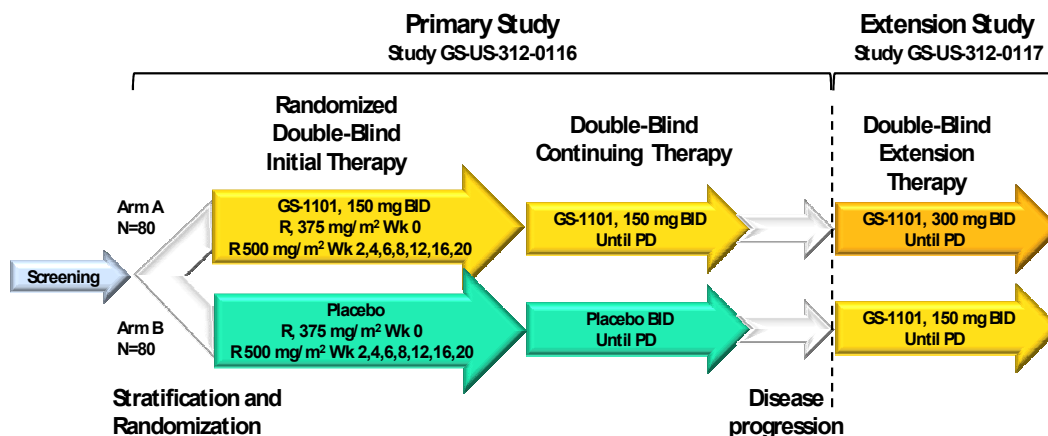 Primary Study
Study GS-US-312-0116
Extension Study
Study GS-US-312-0117
Randomized
Double-Blind
Initial Therapy
Double-Blind
Continuing Therapy
Double-Blind
Extension
Therapy
Arm A
N=80
GS-1101, 150 mg BID
R, 375 mg/m² Wk 0
R 500 mg/m² Wk 2,4,6,8,12,16,20
GS-1101, 150 mg BID
Until PD
GS-1101, 300 mg BID
Until PD
Screening
Arm B
N=80
Placebo
R, 375 mg/m² Wk 0
R 500 mg/m² Wk 2,4,6,8,12,16,20
Placebo BID
Until PD
GS-1101, 150 mg BID
Until PD
Stratification and
Randomization
Disease
progression